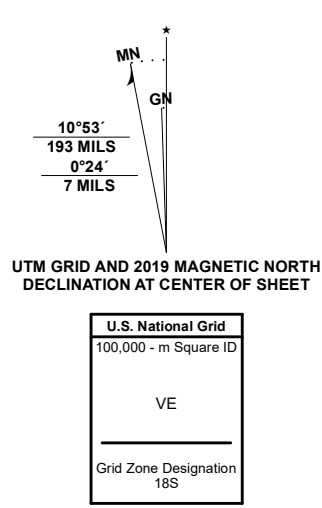 ★
MN
GN
10°53´
193 MILS
0°24´
7 MILS
UTM GRID AND 2019 MAGNETIC NORTH
DECLINATION AT CENTER OF SHEET
U.S. National Grid
100,000 - m Square ID
VE
Grid Zone Designation
18S